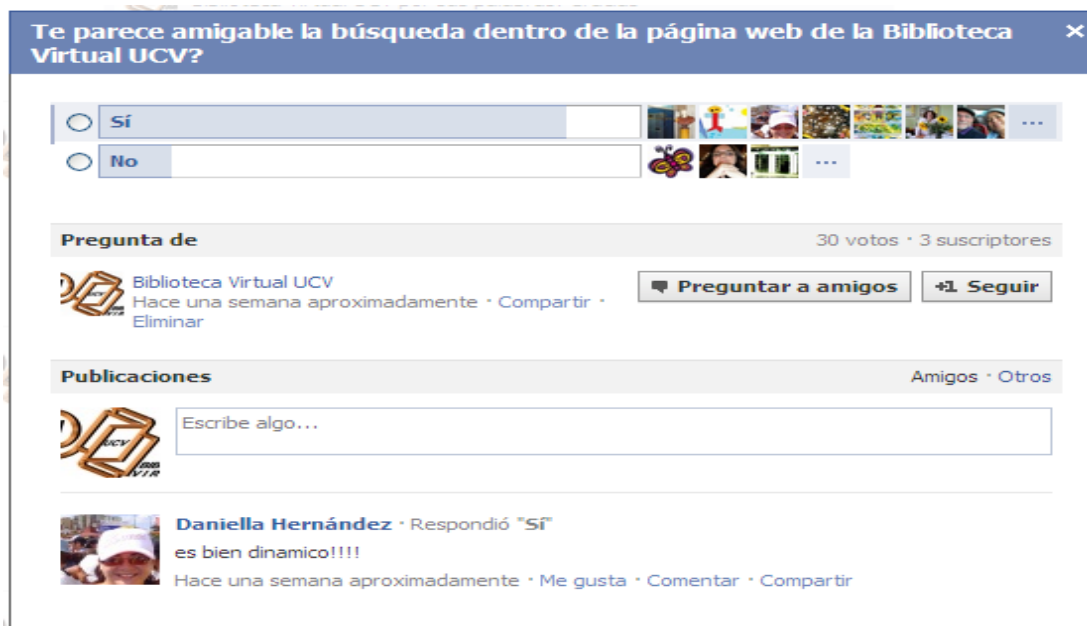 Te parece amigable la búsqueda dentro de la página web de la Biblioteca
Virtual UCV?
Sí
...
No
...
Pregunta de
30 votos · 3 suscriptores
Biblioteca Virtual UCV
Hace una semana aproximadamente · Compartir ·
Eliminar
Preguntar a amigos
+1 Seguir
Publicaciones
Amigos · Otros
UCV
VIR
Escribe algo...
Daniella Hernández · Respondió "Sí"
es bien dinamico!!!!
Hace una semana aproximadamente · Me gusta · Comentar · Compartir